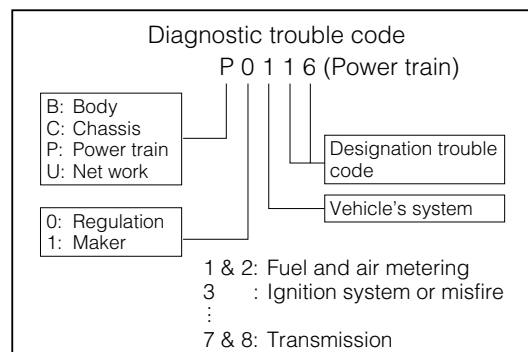 Diagnostic trouble code
P 0 1 1 6 (Power train)
B: Body
C: Chassis
P: Power train
U: Net work
Designation trouble
code
Vehicle's system
0: Regulation
1: Maker
1 & 2: Fuel and air metering
3 : Ignition system or misfire
⋮
7 & 8: Transmission